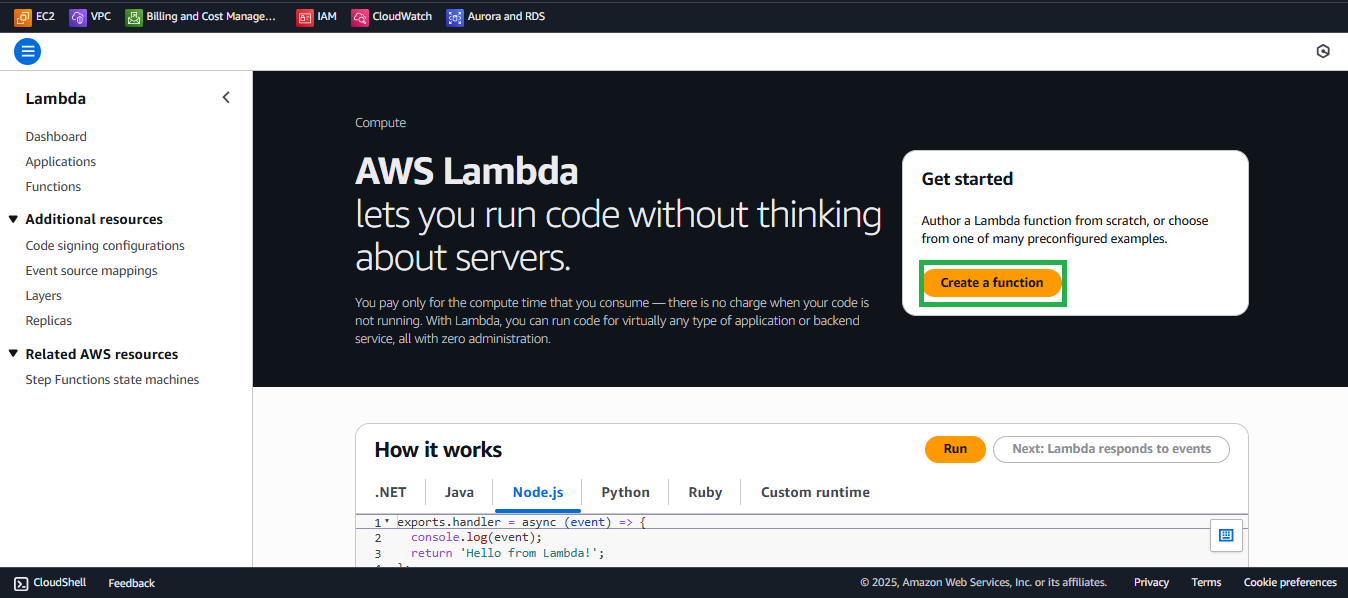 EC2 VPC Billing and Cost Manage... IAM CloudWatch Aurora and RDS
Lambda
Dashboard
Applications
Functions
Additional resources
Code signing configurations
Event source mappings
Layers
Replicas
Related AWS resources
Step Functions state machines
Compute
AWS Lambda
lets you run code without thinking
about servers.
You pay only for the compute time that you consume — there is no charge when your code is
not running. With Lambda, you can run code for virtually any type of application or backend
service, all with zero administration.
Get started
Author a Lambda function from scratch, or choose
from one of many preconfigured examples.
Create a function
How it works
Run Next: Lambda responds to events
.NET Java Node.js Python Ruby Custom runtime
1 exports.handler = async (event) => {
2 console.log(event);
3 return 'Hello from Lambda!';
CloudShell Feedback © 2025, Amazon Web Services, Inc. or its affiliates. Privacy Terms Cookie preferences